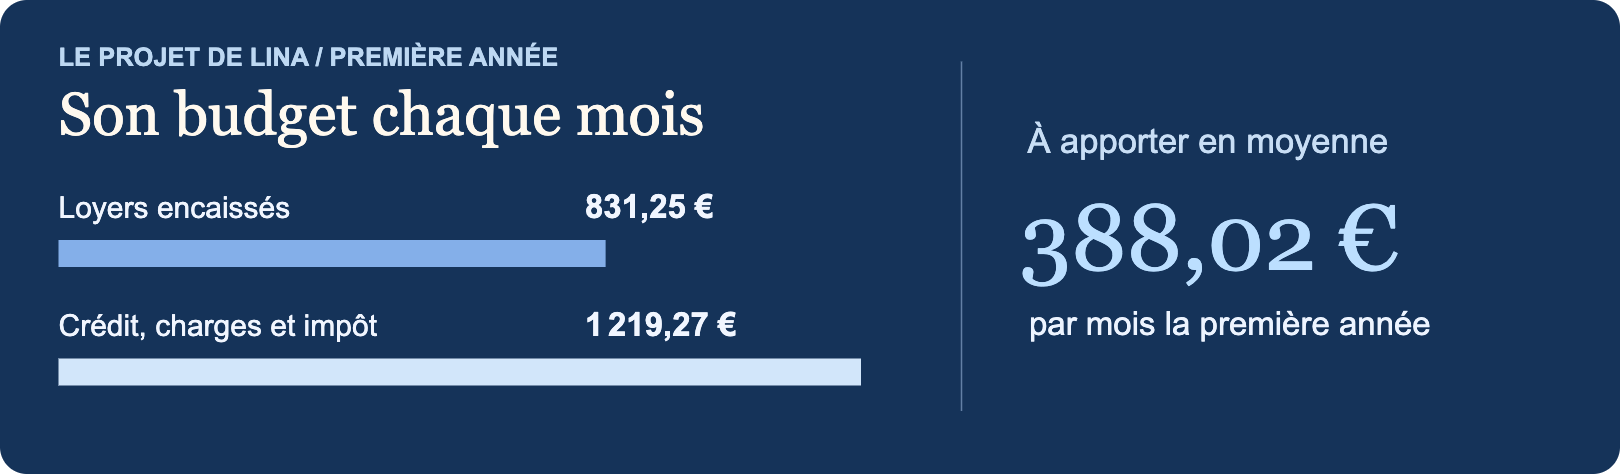 LE PROJET DE LINA / PREMIÈRE ANNÉE
Son budget chaque mois
Loyers encaissés 831,25 €
Crédit, charges et impôt 1 219,27 €
À apporter en moyenne
388,02 €
par mois la première année